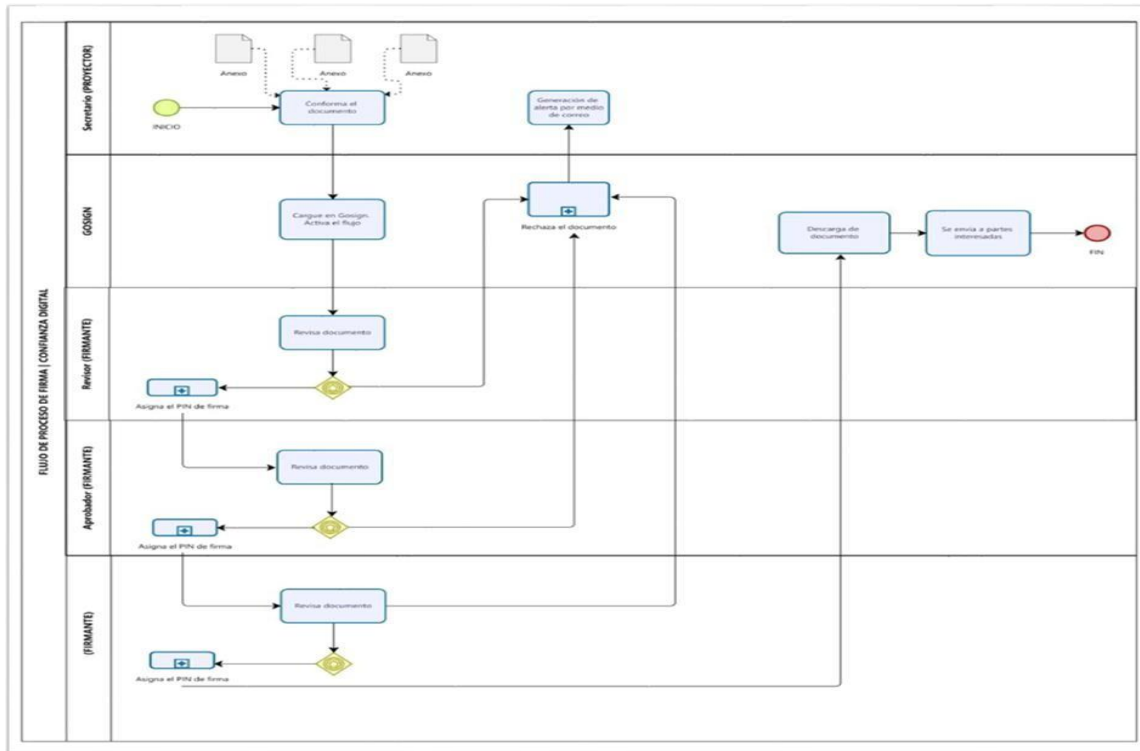 FLUJO DE PROCESO DE FIRMA | CONFIANZA DIGITAL
Secretario (PROYECTOR)
Anexo
Anexo
Anexo
INICIO
Conforma el
documento
Generación de
alerta por medio
de correo
GOSIGN
Cargue en Gosign.
Activa el flujo
Rechaza el documento
Descarga de
documento
Se envia a partes
interesadas
FIN
Revisor (FIRMANTE)
Revisa documento
Asigna el PIN de firma
Aprobador (FIRMANTE)
Revisa documento
Asigna el PIN de firma
(FIRMANTE)
Revisa documento
Asigna el PIN de firma